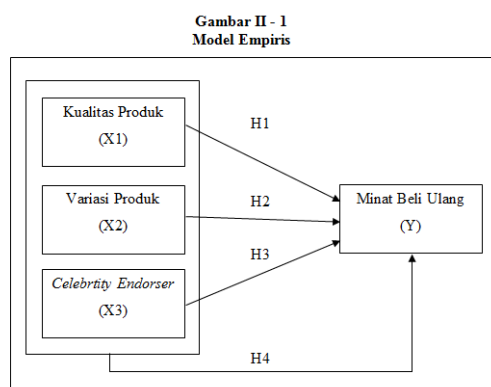 Gambar II - 1
Model Empiris
Kualitas Produk
(X1)
H1
Variasi Produk
(X2)
H2
Minat Beli Ulang
(Y)
H3
Celebrtity Endorser
(X3)
H4